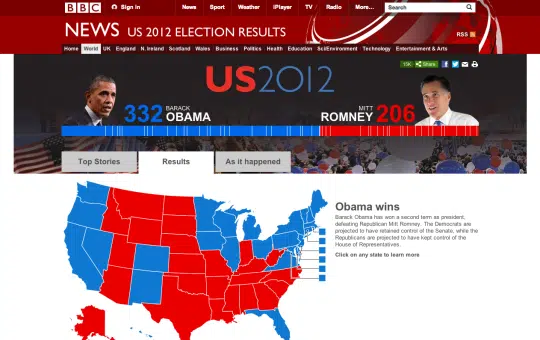 BBC Sign in News Sport Weather iPlayer TV Radio More... Search
NEWS US 2012 ELECTION RESULTS RSS
Home World UK England N. Ireland Scotland Wales Business Politics Health Education Sci/Environment Technology Entertainment & Arts
15K Share
US2012
332 BARACK OBAMA MITT ROMNEY 206
Top Stories Results As it happened
Obama wins
Barack Obama has won a second term as president,
defeating Republican Mitt Romney. The Democrats are
projected to have retained control of the Senate, while the
Republicans are projected to have kept control of the
House of Representatives.
Click on any state to learn more